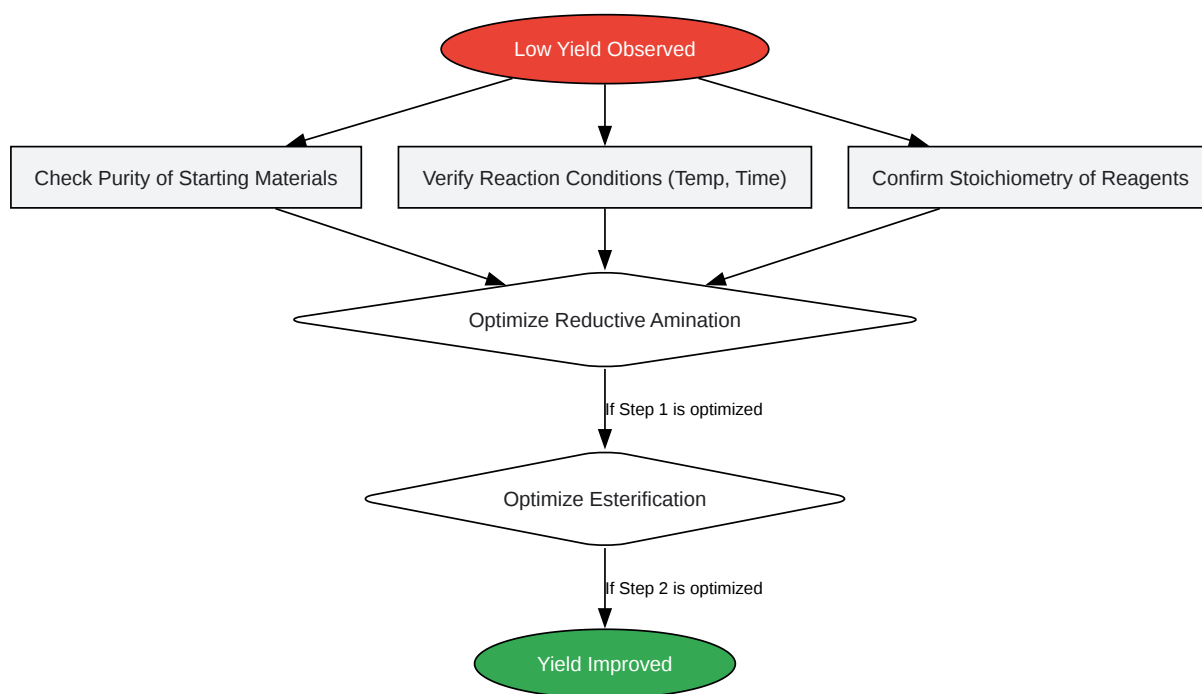 Low Yield Observed
Check Purity of Starting Materials
Verify Reaction Conditions (Temp, Time)
Confirm Stoichiometry of Reagents
Optimize Reductive Amination
If Step 1 is optimized
Optimize Esterification
If Step 2 is optimized
Yield Improved